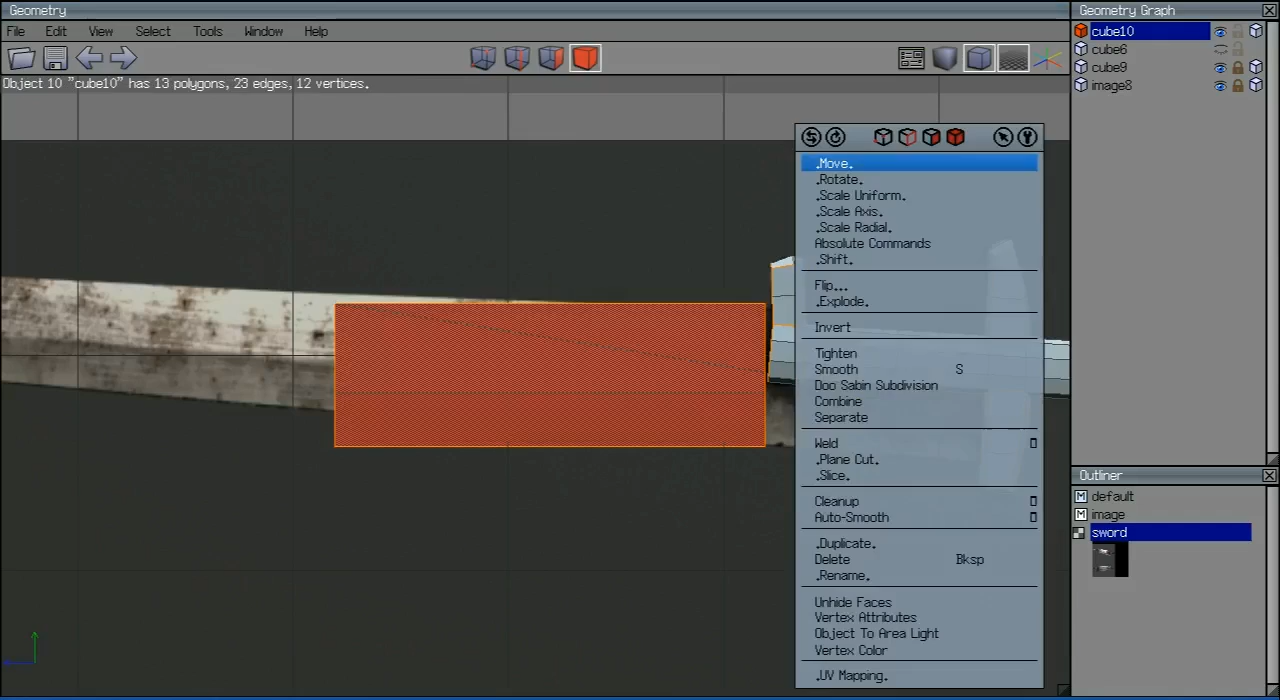 Geometry
File Edit View Select Tools Window Help
Object 10 "cube10" has 13 polygons, 23 edges, 12 vertices.
.Move.
.Rotate.
.Scale Uniform.
.Scale Axis.
.Scale Radial.
Absolute Commands
.Shift.
Flip...
.Explode.
Invert
Tighten
Smooth S
Doo Sabin Subdivision
Combine
Separate
Weld
.Plane Cut.
.Slice.
Cleanup
Auto-Smooth
.Duplicate.
Delete Bksp
.Rename.
Unhide Faces
Vertex Attributes
Object To Area Light
Vertex Color
.UV Mapping.
Geometry Graph
cube10
cube6
cube9
image8
Outliner
M default
M image
sword